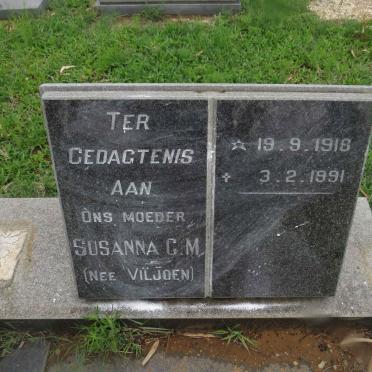 TER
GEDAGTENIS
AAN
ONS MOEDER
SUSANNA C.M.
(NEE VILJOEN)
☆ 19.9.1918
✝ 3.2.1991